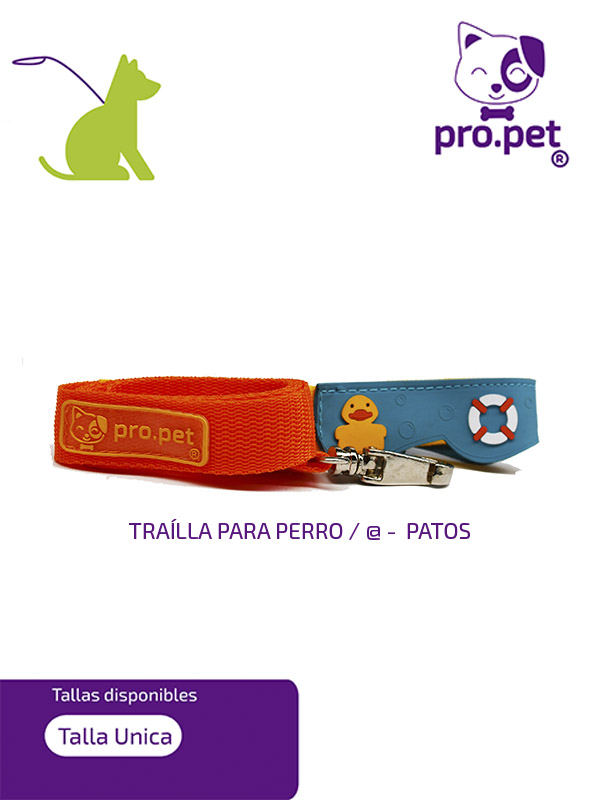 pro.pet
®
pro.pet
®
TRAÍLLA PARA PERRO / @ - PATOS
Tallas disponibles
Talla Unica